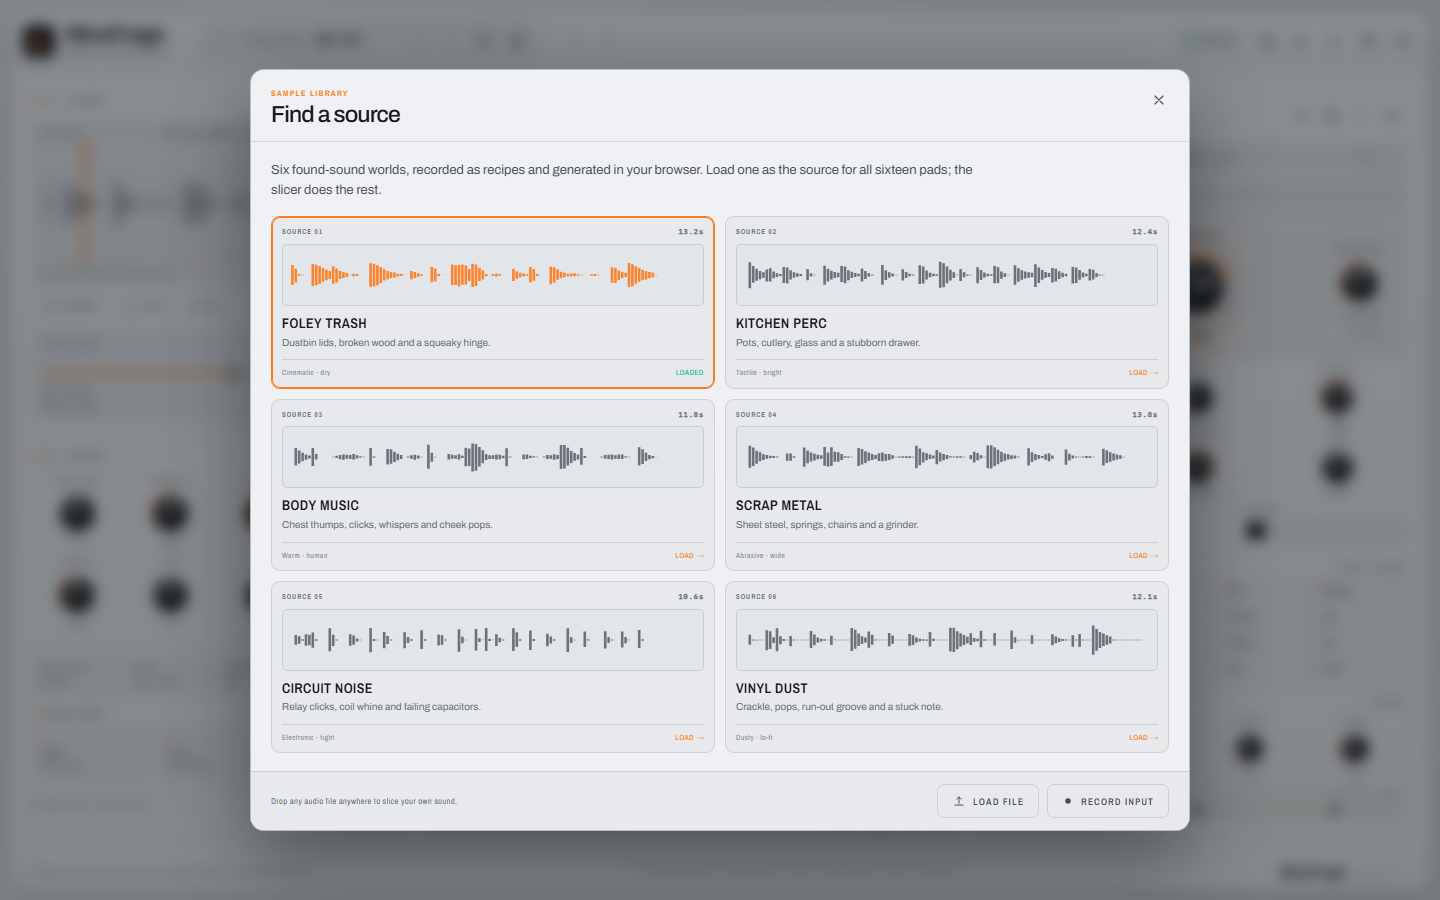 SAMPLE LIBRARY
Find a source
Six found-sound worlds, recorded as recipes and generated in your browser. Load one as the source for all sixteen pads; the
slicer does the rest.
SOURCE 01
13.2s
FOLEY TRASH
Dustbin lids, broken wood and a squeaky hinge.
Cinematic · dry
LOADED
SOURCE 02
12.4s
KITCHEN PERC
Pots, cutlery, glass and a stubborn drawer.
Tactile · bright
LOAD →
SOURCE 03
11.8s
BODY MUSIC
Chest thumps, clicks, whispers and cheek pops.
Warm · human
LOAD →
SOURCE 04
13.8s
SCRAP METAL
Sheet steel, springs, chains and a grinder.
Abrasive · wide
LOAD →
SOURCE 05
10.6s
CIRCUIT NOISE
Relay clicks, coil whine and failing capacitors.
Electronic · tight
LOAD →
SOURCE 06
12.1s
VINYL DUST
Crackle, pops, run-out groove and a stuck note.
Dusty · lo-fi
LOAD →
Drop any audio file anywhere to slice your own sound.
LOAD FILE
RECORD INPUT